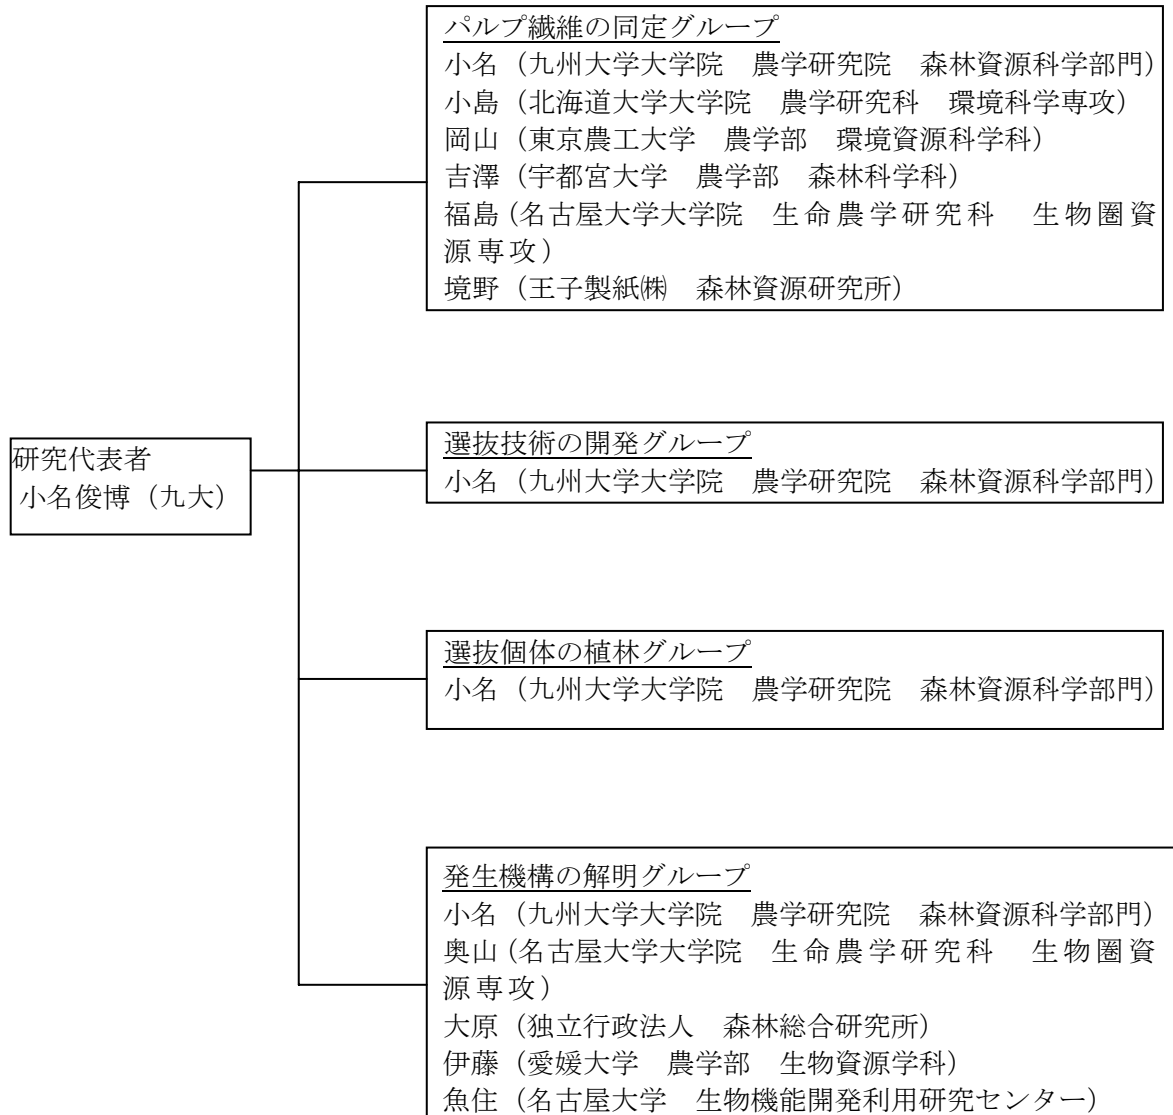 パルプ繊維の同定グループ
小名（九州大学大学院　農学研究院　森林資源科学部門）
小島（北海道大学大学院　農学研究科　環境科学専攻）
岡山（東京農工大学　農学部　環境資源科学科）
吉澤（宇都宮大学　農学部　森林科学科）
福島（名古屋大学大学院　生命農学研究科　生物圏資
源専攻）
境野（王子製紙㈱　森林資源研究所）
研究代表者
小名俊博（九大）
選抜技術の開発グループ
小名（九州大学大学院　農学研究院　森林資源科学部門）
選抜個体の植林グループ
小名（九州大学大学院　農学研究院　森林資源科学部門）
発生機構の解明グループ
小名（九州大学大学院　農学研究院　森林資源科学部門）
奥山（名古屋大学大学院　生命農学研究科　生物圏資
源専攻）
大原（独立行政法人　森林総合研究所）
伊藤（愛媛大学　農学部　生物資源学科）
魚住（名古屋大学　生物機能開発利用研究センター）